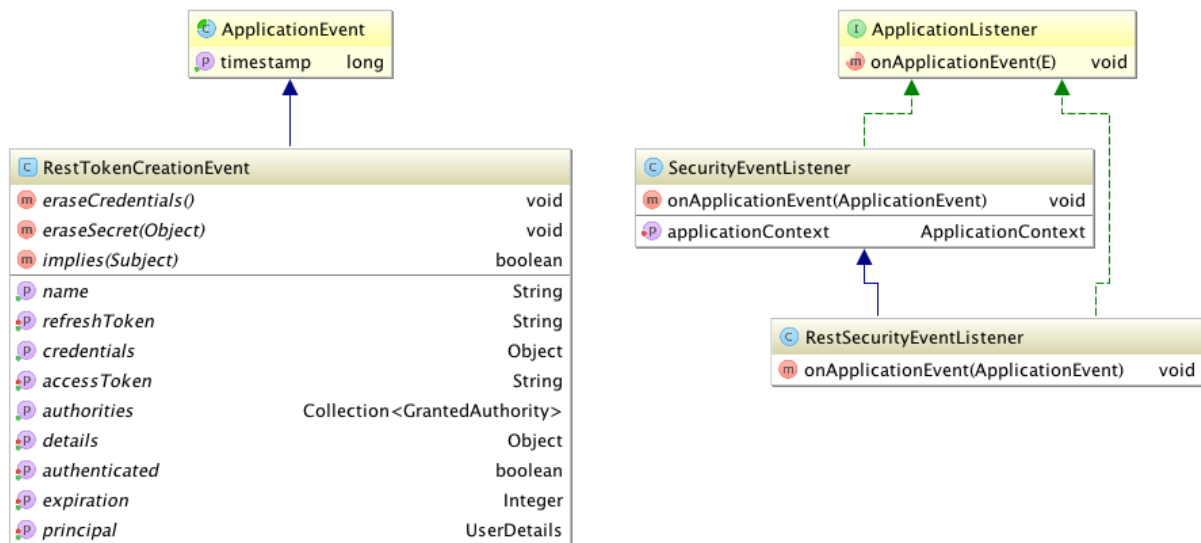 C ApplicationEvent
P timestamp long
RestTokenCreationEvent
C RestTokenCreationEvent
m eraseCredentials() void
m eraseSecret(Object) void
m implies(Subject) boolean
P name String
P refreshToken String
P credentials Object
P accessToken String
P authorities Collection<GrantedAuthority>
P details Object
P authenticated boolean
P expiration Integer
P principal UserDetails
I ApplicationListener
m onApplicationEvent(E) void
C SecurityEventListener
m onApplicationEvent(ApplicationEvent) void
P applicationContext ApplicationContext
C RestSecurityEventListener
m onApplicationEvent(ApplicationEvent) void